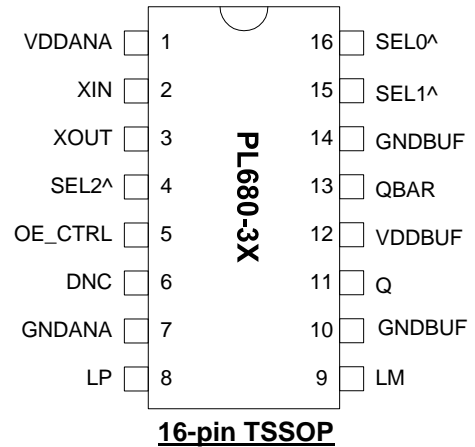 VDDANA 1 16 SEL0^
XIN 2 15 SEL1^
XOUT 3 14 GNDBUF
SEL2^ 4 13 QBAR
OE_CTRL 5 12 VDDBUF
DNC 6 11 Q
GNDANA 7 10 GNDBUF
LP 8 9 LM
PL680-3X
16-pin TSSOP